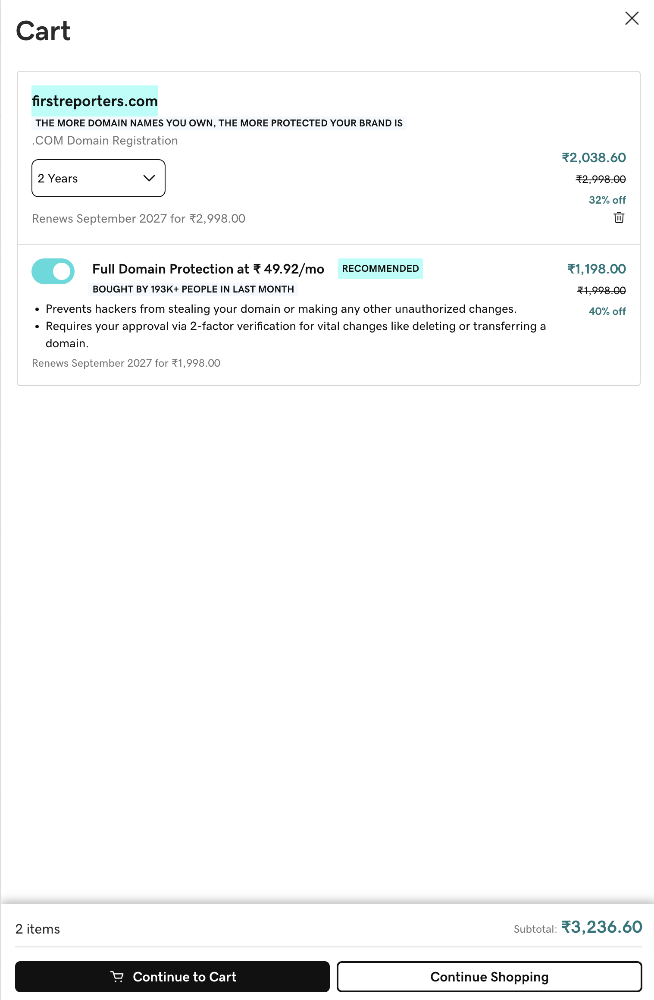 Cart
firstreporters.com
THE MORE DOMAIN NAMES YOU OWN, THE MORE PROTECTED YOUR BRAND IS
.COM Domain Registration
2 Years
₹2,038.60
₹2,998.00
32% off
Renews September 2027 for ₹2,998.00
Full Domain Protection at ₹ 49.92/mo
RECOMMENDED
₹1,198.00
BOUGHT BY 193K+ PEOPLE IN LAST MONTH
₹1,998.00
40% off
• Prevents hackers from stealing your domain or making any other unauthorized changes.
• Requires your approval via 2-factor verification for vital changes like deleting or transferring a
domain.
Renews September 2027 for ₹1,998.00
2 items
Subtotal: ₹3,236.60
Continue to Cart
Continue Shopping